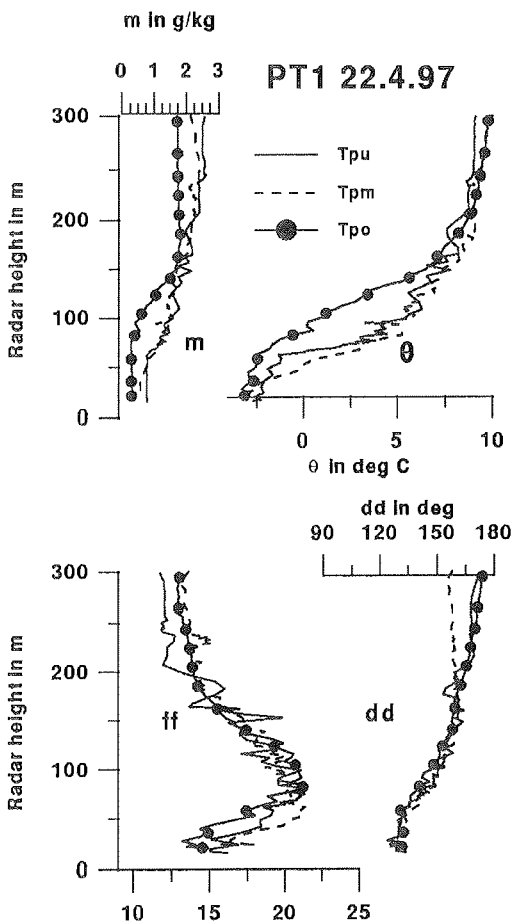 m in g/kg
0 1 2 3
PT1 22.4.97
300
200
100
0
Radar height in m
Tpu
Tpm
Tpo
m
θ
0 5 10
θ in deg C
dd in deg
90 130 150 180
300
200
100
0
Radar height in m
ff
dd
10 15 20 25